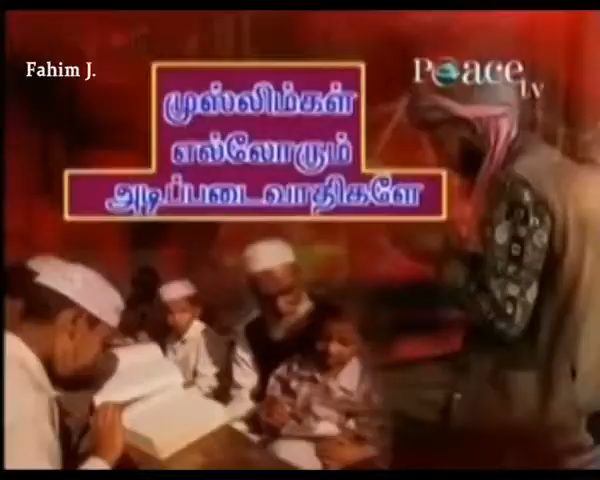 Fahim J.
Peace
TV
முஸ்லிம்கள்
எல்லோரும்
அடிப்படைவாதிகளே